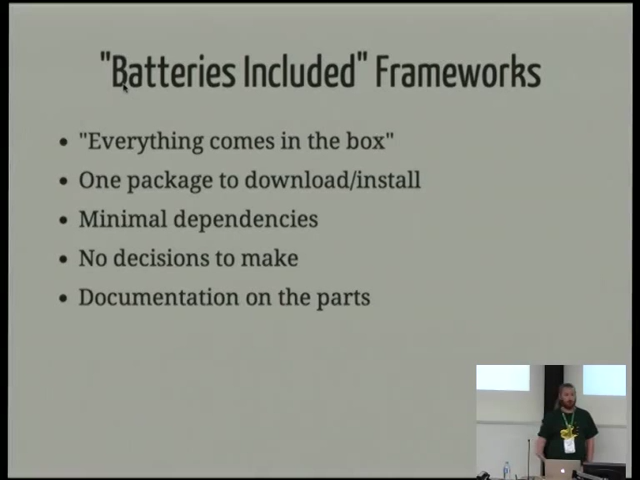 "Batteries Included" Frameworks
• "Everything comes in the box"
• One package to download/install
• Minimal dependencies
• No decisions to make
• Documentation on the parts